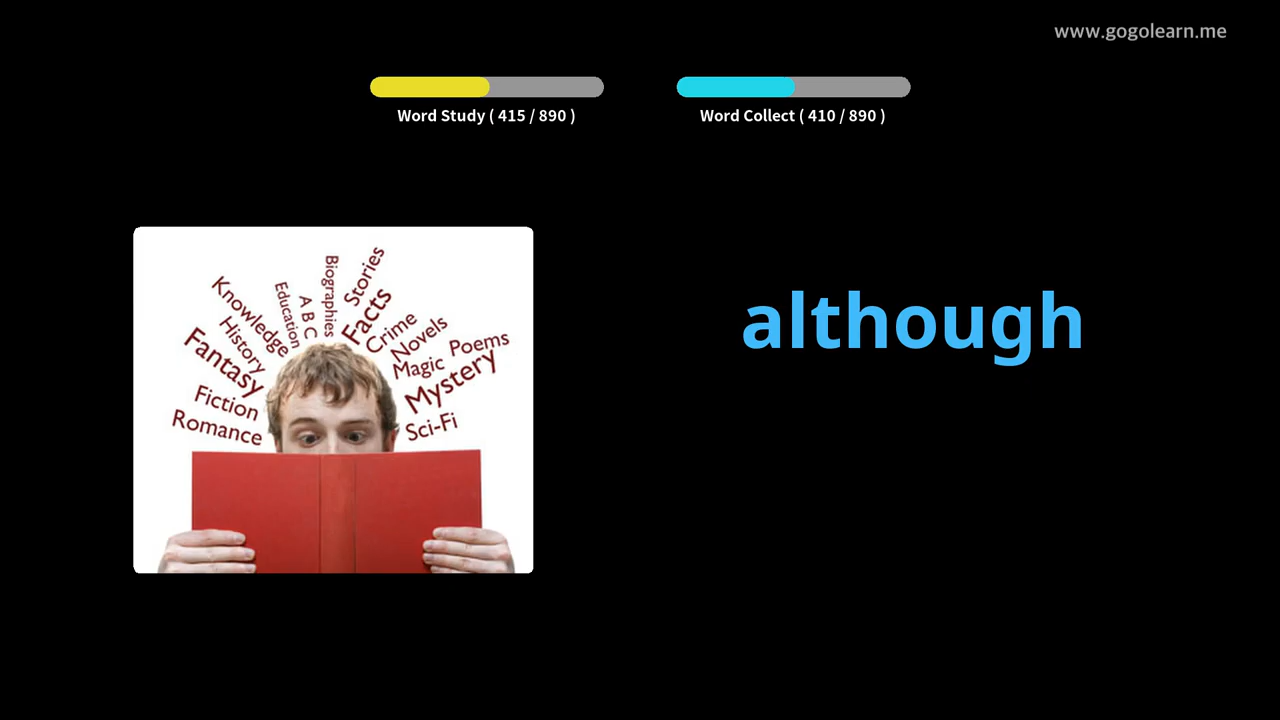 www.gogolearn.me
Word Study ( 415 / 890 )
Word Collect ( 410 / 890 )
Biographies
Stories
Knowledge
Education
A B C
Facts
Crime
History
Novels
Poems
Fantasy
Magic
Mystery
Fiction
Romance
Sci-Fi
although